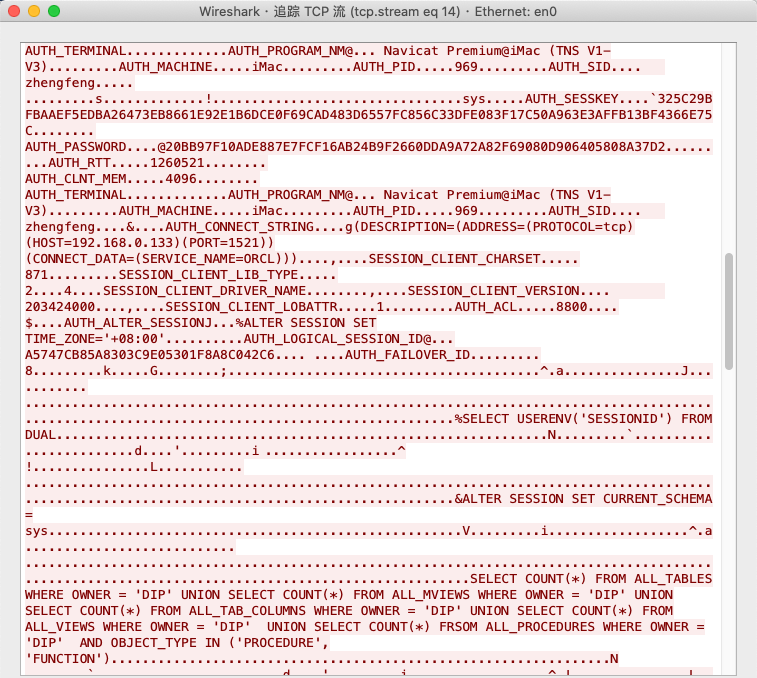 Wireshark · 追踪 TCP 流 (tcp.stream eq 14) · Ethernet: en0
AUTH_TERMINAL.............AUTH_PROGRAM_NM@... Navicat Premium@iMac (TNS V1-
V3).........AUTH_MACHINE.....iMac.........AUTH_PID.....969.........AUTH_SID....
zhengfeng.....
.........s.............!................................sys.....AUTH_SESSKEY....`325C29B
FBAAEF5EDBA26473EB8661E92E1B6DCE0F69CAD483D6557FC856C33DFE083F17C50A963E3AFFB13BF4366E75
C........
AUTH_PASSWORD....@20BB97F10ADE887E7FCF16AB24B9F2660DDA9A72A82F69080D906405808A37D2......
...AUTH_RTT.....1260521........
AUTH_CLNT_MEM.....4096........
AUTH_TERMINAL.............AUTH_PROGRAM_NM@... Navicat Premium@iMac (TNS V1-
V3).........AUTH_MACHINE.....iMac.........AUTH_PID.....969.........AUTH_SID....
zhengfeng....&....AUTH_CONNECT_STRING....g(DESCRIPTION=(ADDRESS=(PROTOCOL=tcp)
(HOST=192.168.0.133)(PORT=1521))
(CONNECT_DATA=(SERVICE_NAME=ORCL)))....,....SESSION_CLIENT_CHARSET.....
871.........SESSION_CLIENT_LIB_TYPE.....
2....4....SESSION_CLIENT_DRIVER_NAME........,....SESSION_CLIENT_VERSION....
203424000....,....SESSION_CLIENT_LOBATTR.....1.........AUTH_ACL.....8800....
$....AUTH_ALTER_SESSIONJ...%ALTER SESSION SET
TIME_ZONE='+08:00'..........AUTH_LOGICAL_SESSION_ID@...
A5747CB85A8303C9E05301F8A8C042C6.... ....AUTH_FAILOVER_ID.........
8.........k.....G........;.......................................^.a...............J...
........
.......................................................................................
......................................................%SELECT USERENV('SESSIONID') FROM
DUAL..............................................................N.........`..........
..............d....'.........i .................^
!...............L...........
.......................................................................................
......................................................&ALTER SESSION SET CURRENT_SCHEMA
=
sys....................................................V.........i..................^.a
..........................
.......................................................................................
........................................................SELECT COUNT(*) FROM ALL_TABLES
WHERE OWNER = 'DIP' UNION SELECT COUNT(*) FROM ALL_MVIEWS WHERE OWNER = 'DIP' UNION
SELECT COUNT(*) FROM ALL_TAB_COLUMNS WHERE OWNER = 'DIP' UNION SELECT COUNT(*) FROM
ALL_VIEWS WHERE OWNER = 'DIP'  UNION SELECT COUNT(*) FRSOM ALL_PROCEDURES WHERE OWNER =
'DIP'  AND OBJECT_TYPE IN ('PROCEDURE',
'FUNCTION')...............................................................N